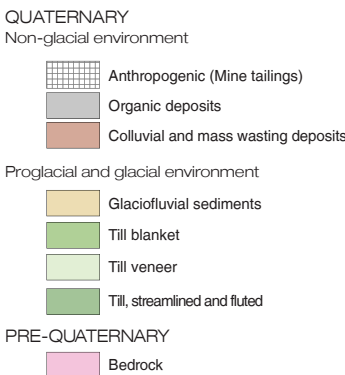 QUATERNARY
Non-glacial environment
Anthropogenic (Mine tailings)
Organic deposits
Colluvial and mass wasting deposits
Proglacial and glacial environment
Glaciofluvial sediments
Till blanket
Till veneer
Till, streamlined and fluted
PRE-QUATERNARY
Bedrock